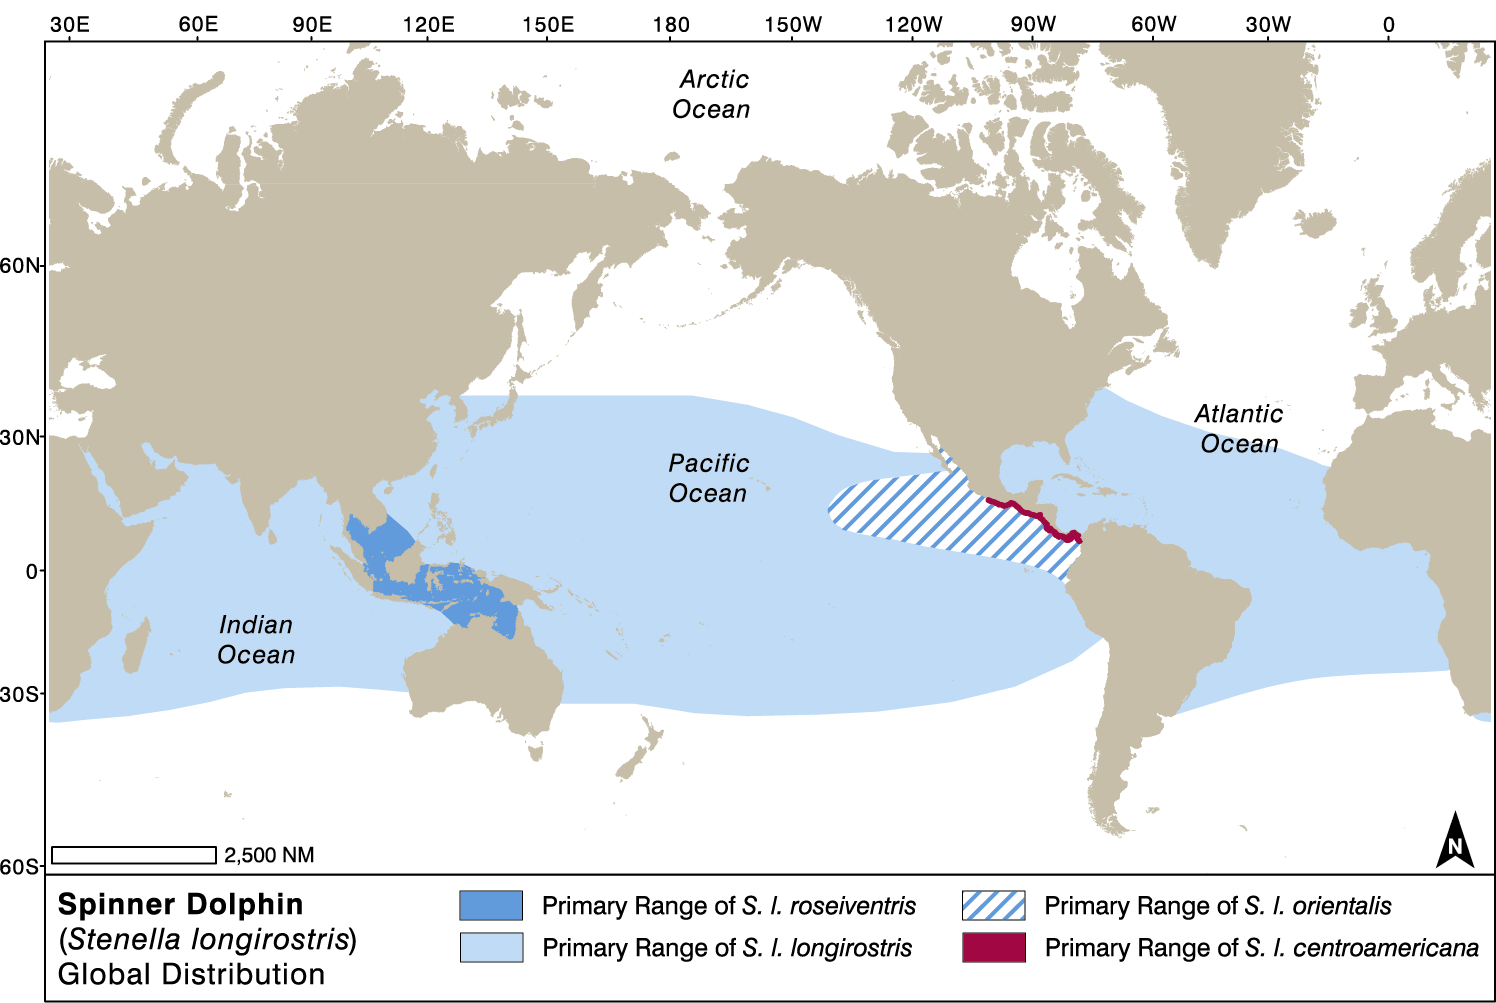 30E 60E 90E 120E 150E 180 150W 120W 90W 60W 30W 0
Arctic
Ocean
60N
Atlantic
Ocean
30N
Pacific
Ocean
0
Indian
Ocean
30S
2,500 NM
N
60S
Spinner Dolphin
(Stenella longirostris)
Global Distribution
Primary Range of S. l. roseiventris
Primary Range of S. l. longirostris
Primary Range of S. l. orientalis
Primary Range of S. l. centroamericana